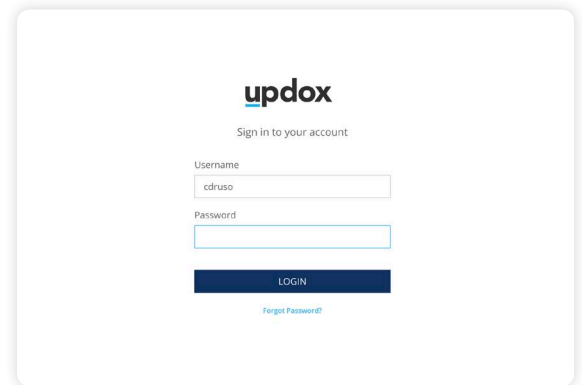 updox
Sign in to your account
Username
cdruso
Password
LOGIN
Forgot Password?